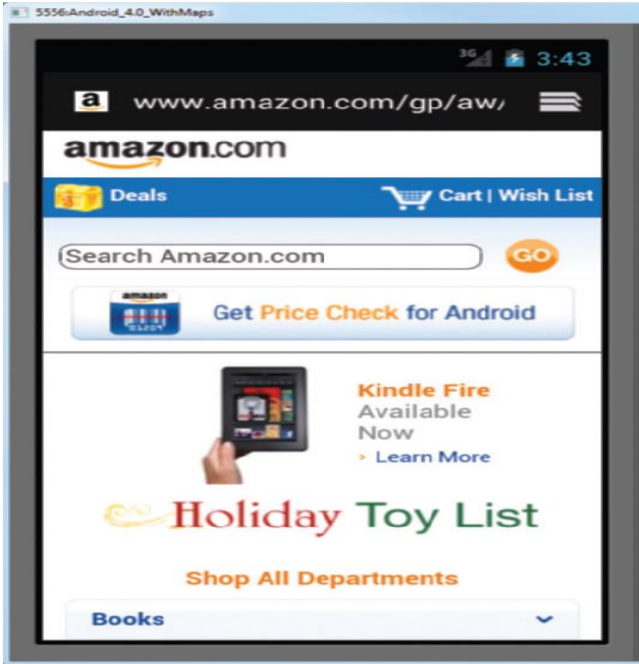 5556:Android_4.0_WithMaps
3G 3:43
a www.amazon.com/gp/aw/
amazon.com
Deals Cart | Wish List
Search Amazon.com GO
amazon
01209
Get Price Check for Android
Kindle Fire
Available
Now
› Learn More
Holiday Toy List
Shop All Departments
Books